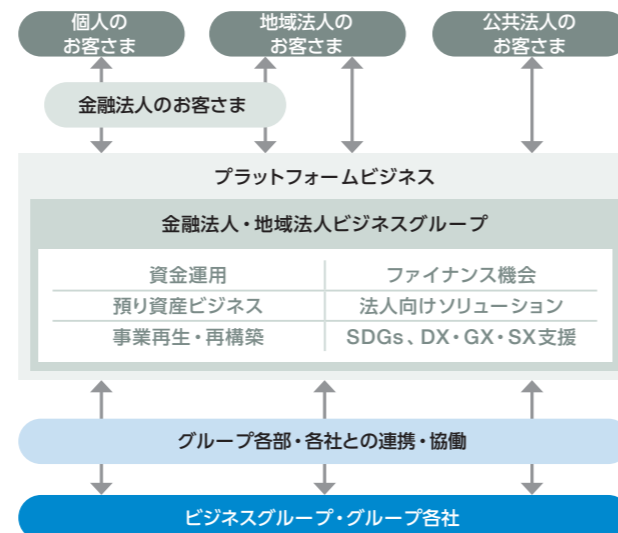 個人の
お客さま
地域法人の
お客さま
公共法人の
お客さま
金融法人のお客さま
プラットフォームビジネス
金融法人・地域法人ビジネスグループ
資金運用
ファイナンス機会
預り資産ビジネス
法人向けソリューション
事業再生・再構築
SDGs、DX・GX・SX支援
グループ各部・各社との連携・協働
ビジネスグループ・グループ各社